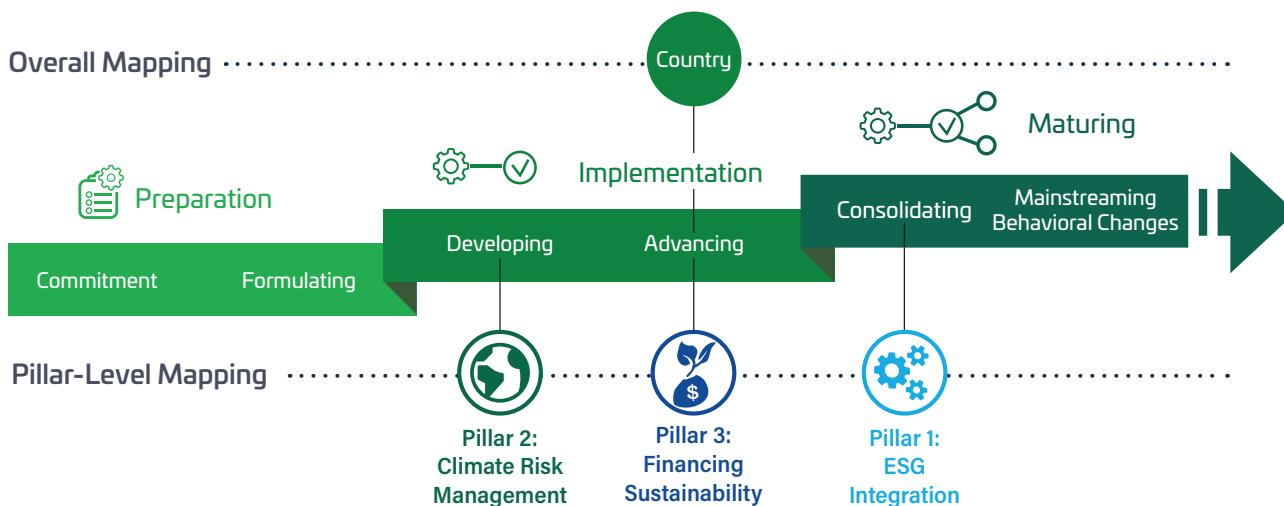 Overall Mapping
Country
Maturing
Implementation
Preparation
Consolidating
Mainstreaming
Behavioral Changes
Developing
Advancing
Commitment
Formulating
Pillar-Level Mapping
$
Pillar 2:
Climate Risk
Management
Pillar 3:
Financing
Sustainability
Pillar 1:
ESG
Integration